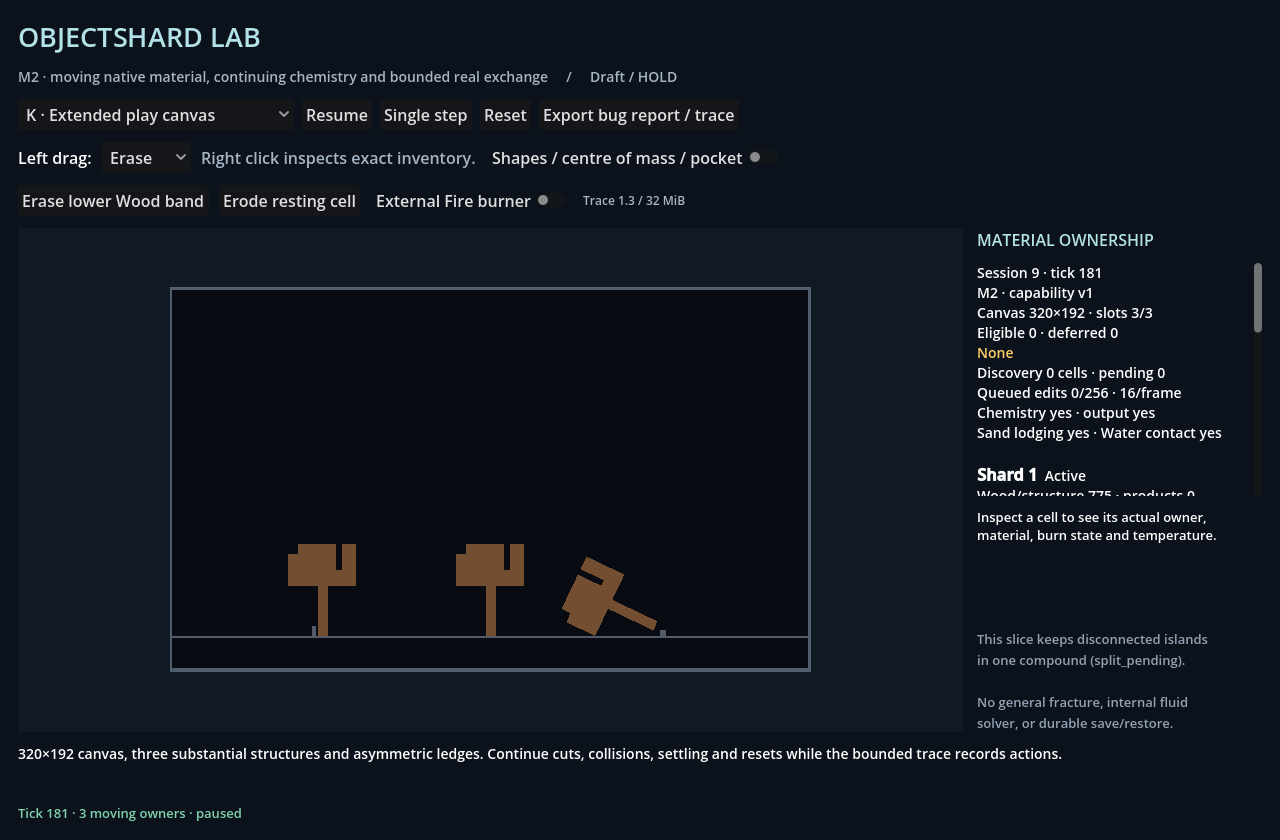 OBJECTSHARD LAB
M2 · moving native material, continuing chemistry and bounded real exchange / Draft / HOLD
K · Extended play canvas Resume Single step Reset Export bug report / trace
Left drag: Erase Right click inspects exact inventory. Shapes / centre of mass / pocket
Erase lower Wood band Erode resting cell External Fire burner Trace 1.3 / 32 MiB
MATERIAL OWNERSHIP
Session 9 · tick 181
M2 · capability v1
Canvas 320×192 · slots 3/3
Eligible 0 · deferred 0
None
Discovery 0 cells · pending 0
Queued edits 0/256 · 16/frame
Chemistry yes · output yes
Sand lodging yes · Water contact yes
Shard 1 Active
Wood/structure 775 · products 0
Inspect a cell to see its actual owner,
material, burn state and temperature.
This slice keeps disconnected islands
in one compound (split_pending).
No general fracture, internal fluid
solver, or durable save/restore.
320×192 canvas, three substantial structures and asymmetric ledges. Continue cuts, collisions, settling and resets while the bounded trace records actions.
Tick 181 · 3 moving owners · paused